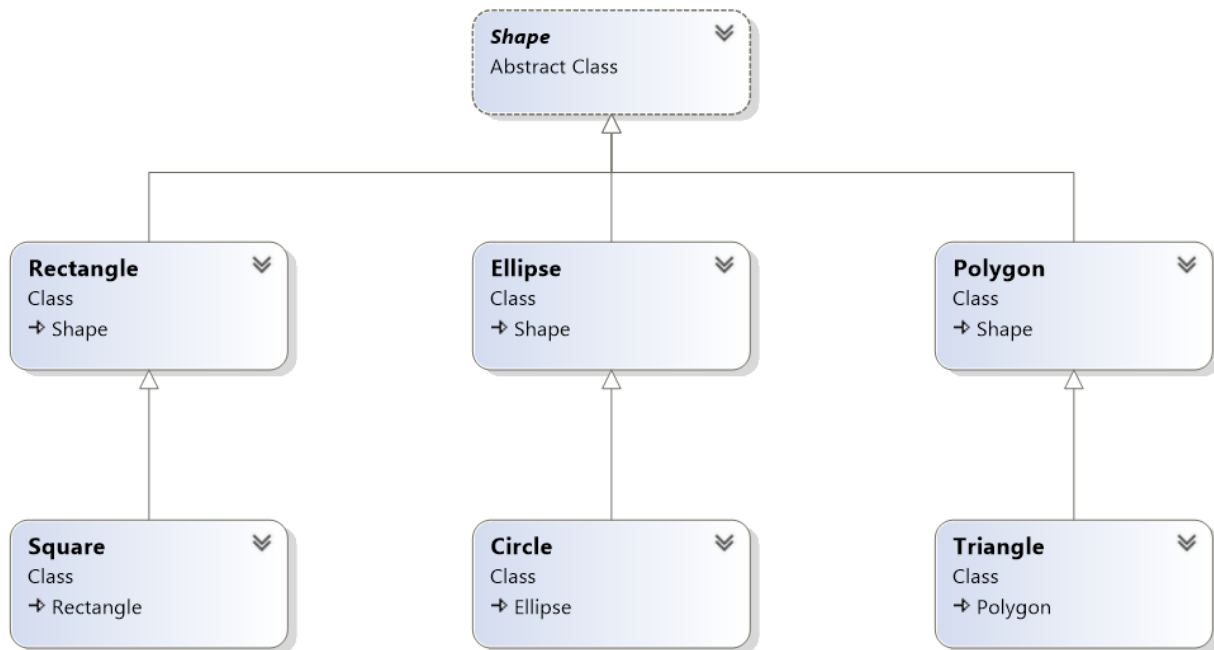 Shape
Abstract Class
Rectangle
Class
Shape
Ellipse
Class
Shape
Polygon
Class
Shape
Square
Class
Rectangle
Circle
Class
Ellipse
Triangle
Class
Polygon